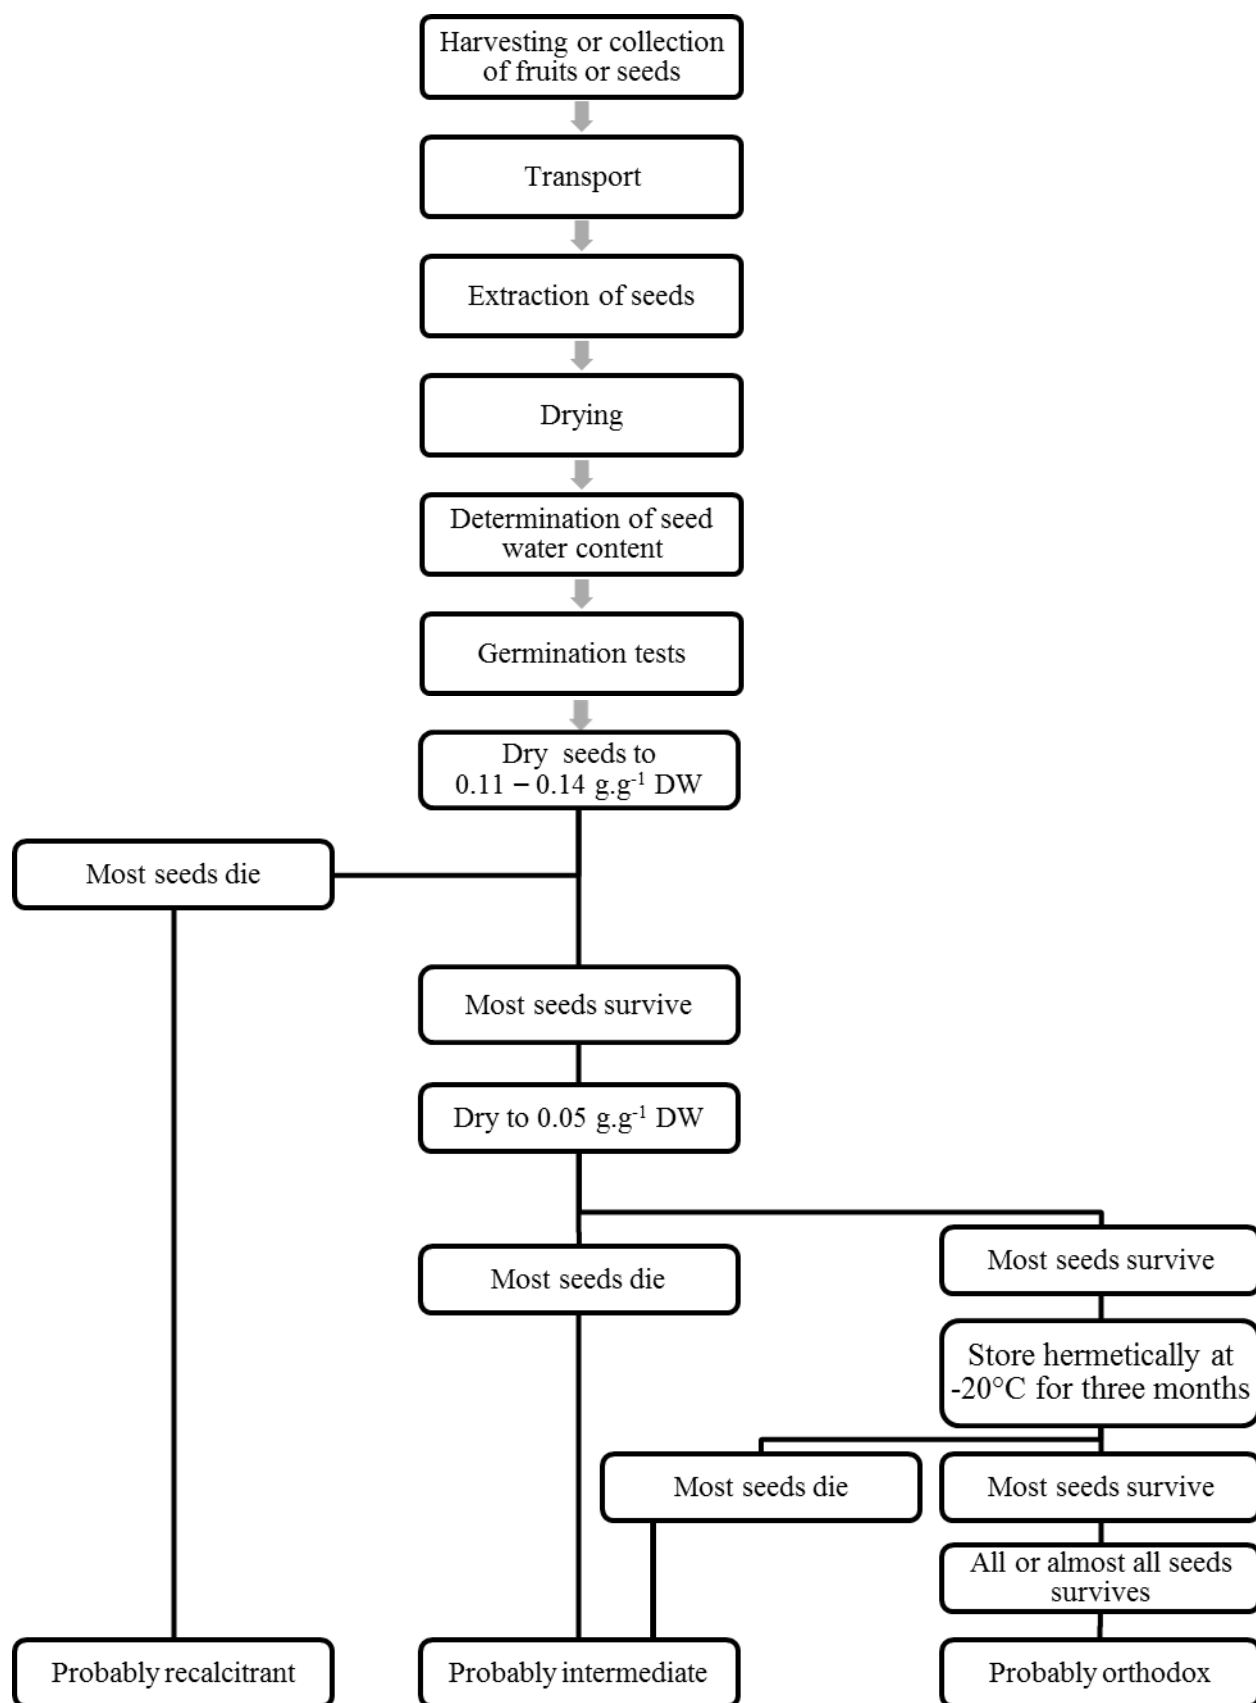 Harvesting or collection
of fruits or seeds
Transport
Extraction of seeds
Drying
Determination of seed
water content
Germination tests
Dry seeds to
0.11 – 0.14 g.g⁻¹ DW
Most seeds die
Most seeds survive
Dry to 0.05 g.g⁻¹ DW
Most seeds survive
Most seeds die
Store hermetically at
-20°C for three months
Most seeds die
Most seeds survive
All or almost all seeds
survives
Probably recalcitrant
Probably intermediate
Probably orthodox